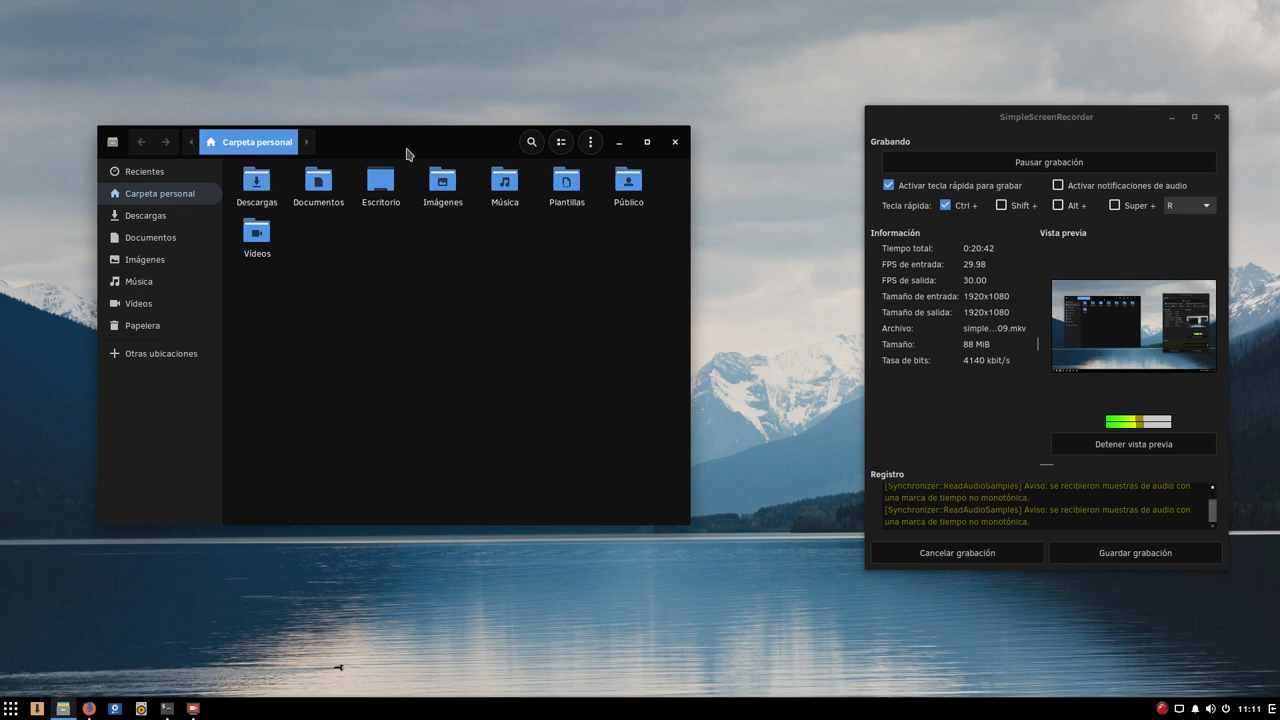 Carpeta personal
Recientes
Carpeta personal
Descargas
Documentos
Imágenes
Música
Vídeos
Papelera
Otras ubicaciones
Descargas
Documentos
Escritorio
Imágenes
Música
Plantillas
Público
Vídeos
SimpleScreenRecorder
Grabando
Pausar grabación
Activar tecla rápida para grabar
Activar notificaciones de audio
Tecla rápida: Ctrl + Shift + Alt + Super + R
Información
Tiempo total: 0:20:42
FPS de entrada: 29.98
FPS de salida: 30.00
Tamaño de entrada: 1920x1080
Tamaño de salida: 1920x1080
Archivo: simple...09.mkv
Tamaño: 88 MiB
Tasa de bits: 4140 kbit/s
Vista previa
Detener vista previa
Registro
[Synchronizer::ReadAudioSamples] Aviso: se recibieron muestras de audio con
una marca de tiempo no monotónica.
[Synchronizer::ReadAudioSamples] Aviso: se recibieron muestras de audio con
una marca de tiempo no monotónica.
Cancelar grabación
Guardar grabación
11:11